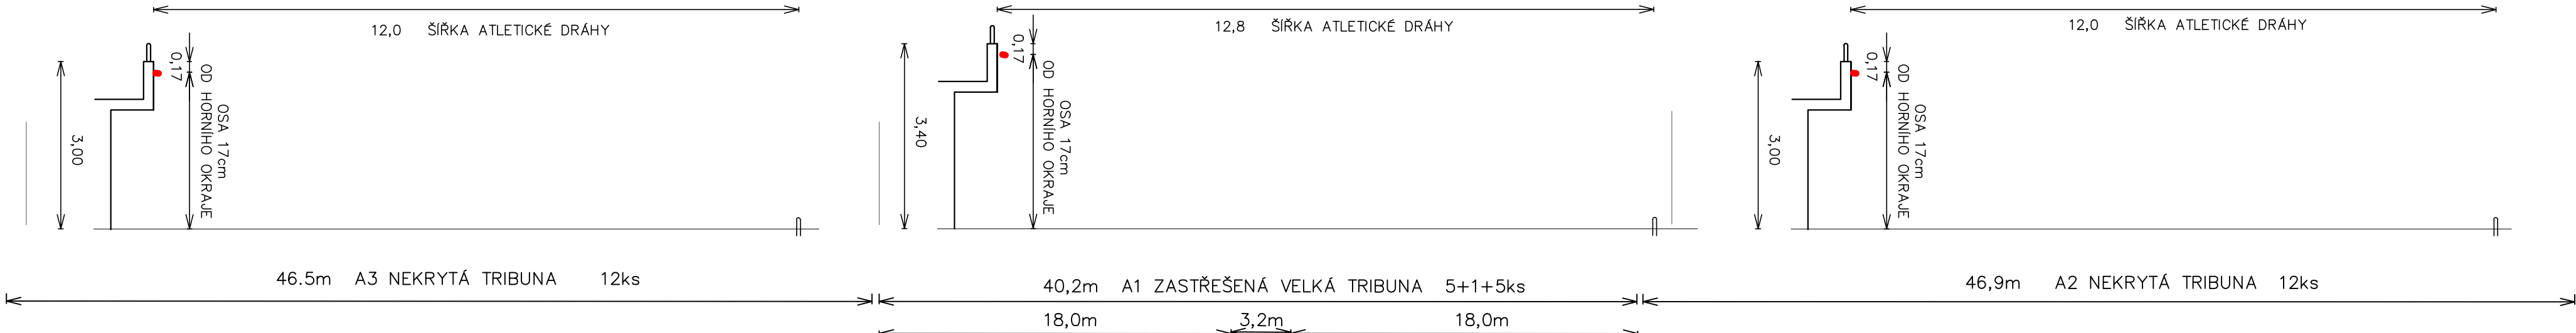 12,0 ŠÍŘKA ATLETICKÉ DRÁHY
0,17
OSA 17cm
OD HORNÍHO OKRAJE
3,00
46.5m A3 NEKRYTÁ TRIBUNA 12ks
12,8 ŠÍŘKA ATLETICKÉ DRÁHY
0,17
OSA 17cm
OD HORNÍHO OKRAJE
3,40
40,2m A1 ZASTŘEŠENÁ VELKÁ TRIBUNA 5+1+5ks
18,0m 3,2m 18,0m
12,0 ŠÍŘKA ATLETICKÉ DRÁHY
0,17
OSA 17cm
OD HORNÍHO OKRAJE
3,00
46,9m A2 NEKRYTÁ TRIBUNA 12ks